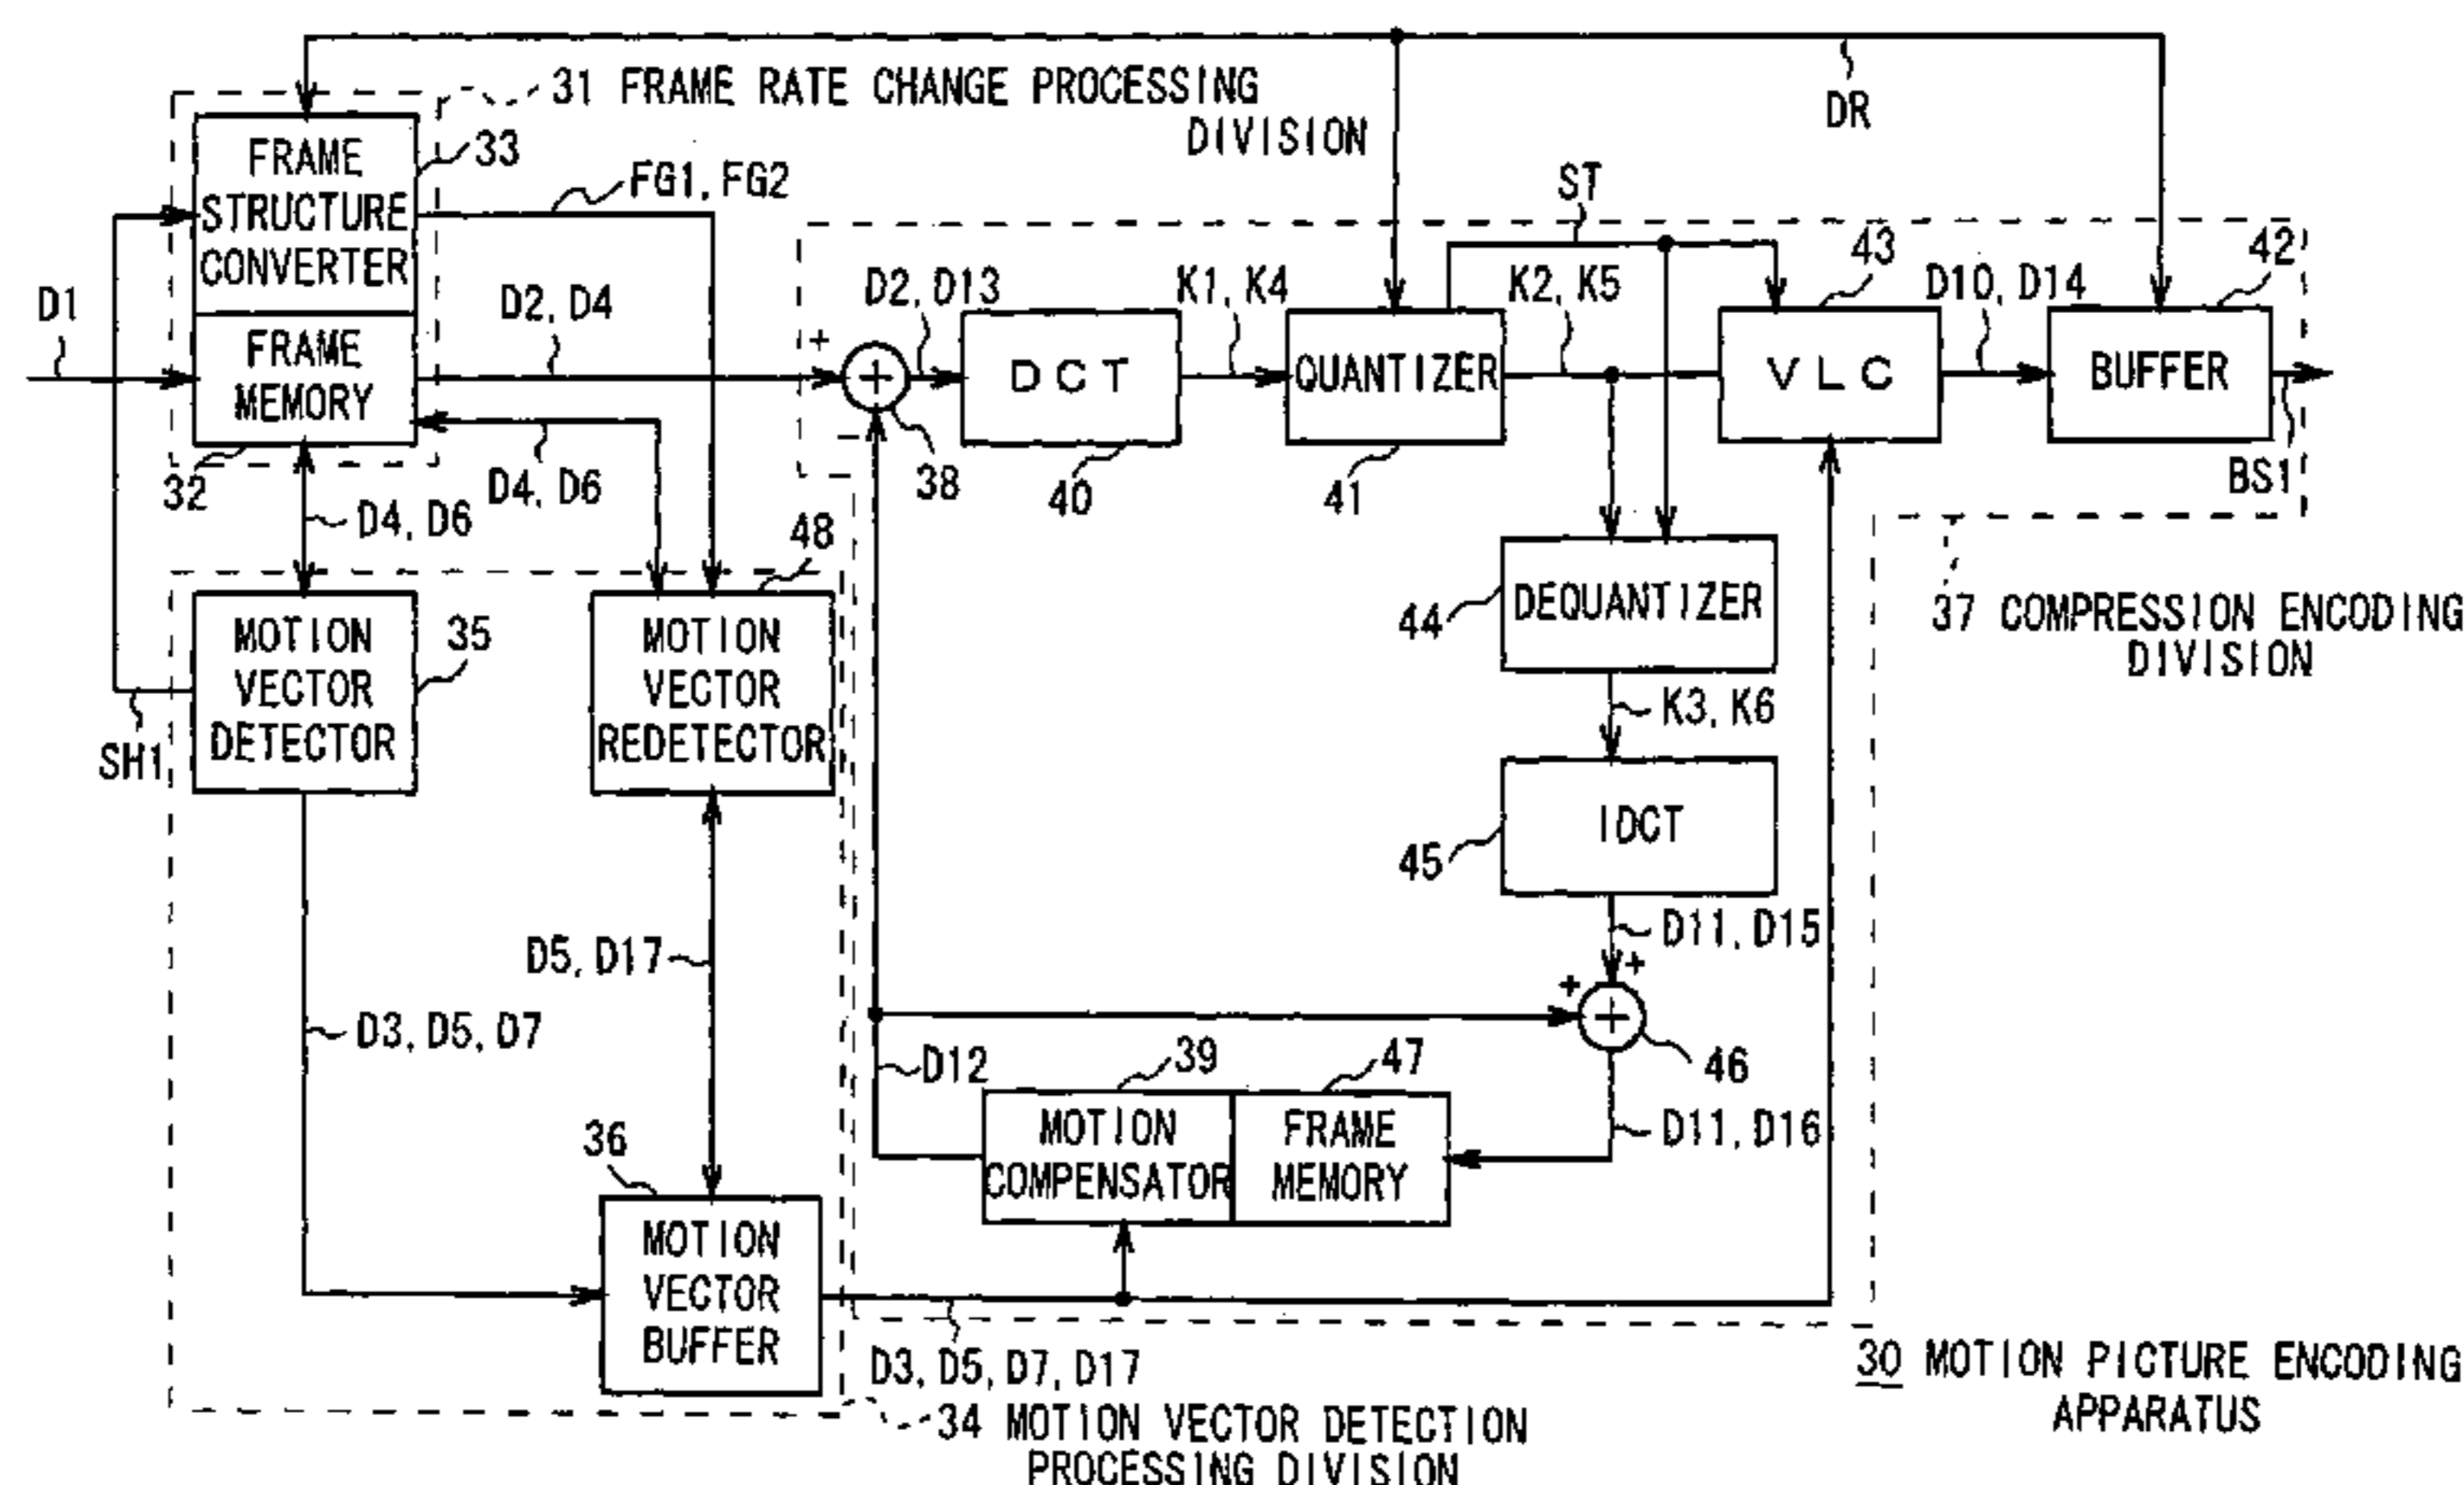 31 FRAME RATE CHANGE PROCESSING
DIVISION
DR
FRAME
STRUCTURE
CONVERTER
33
FG1, FG2
ST
D1
FRAME
MEMORY
32
D2, D4
D4, D6
D4, D6
+
-
38
D2, D13
DCT
40
K1, K4
QUANTIZER
41
K2, K5
43
VLC
D10, D14
42
BUFFER
BS1
48
MOTION
VECTOR
DETECTOR
35
SH1
MOTION
VECTOR
REDETECTOR
44
DEQUANTIZER
37 COMPRESSION ENCODING
DIVISION
K3, K6
45
IDCT
D11, D15
+
+
+
46
D5, D17
D3, D5, D7
D12
39
MOTION
COMPENSATOR
47
FRAME
MEMORY
D11, D16
36
MOTION
VECTOR
BUFFER
D3, D5, D7, D17
30 MOTION PICTURE ENCODING
APPARATUS
34 MOTION VECTOR DETECTION
PROCESSING DIVISION